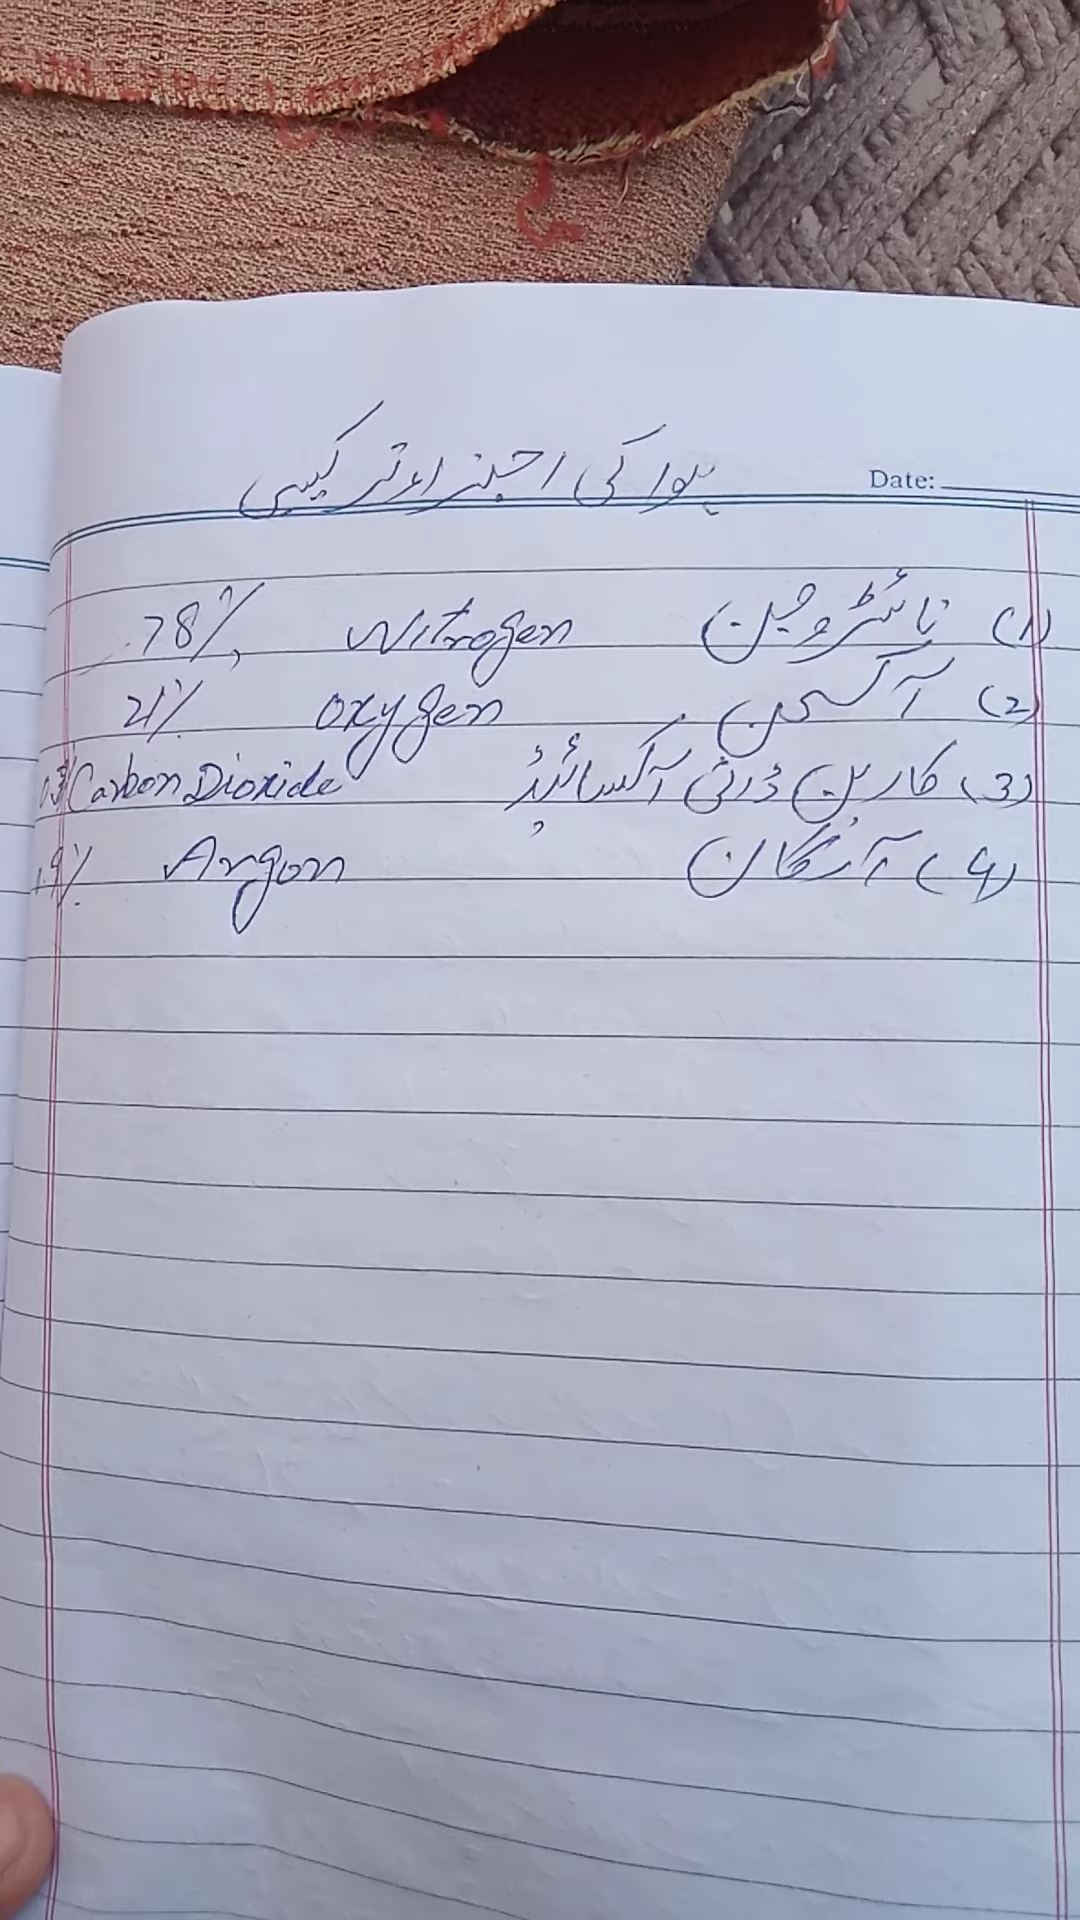 ہوا کی اجزاء ترکیبی
Date:
(1) نائٹروجن Nitrogen 78%
(2) آکسیجن oxygen 21%
(3) کاربن ڈائی آکسائیڈ Carbon Dioxide
(4) آرگان Argon .9%